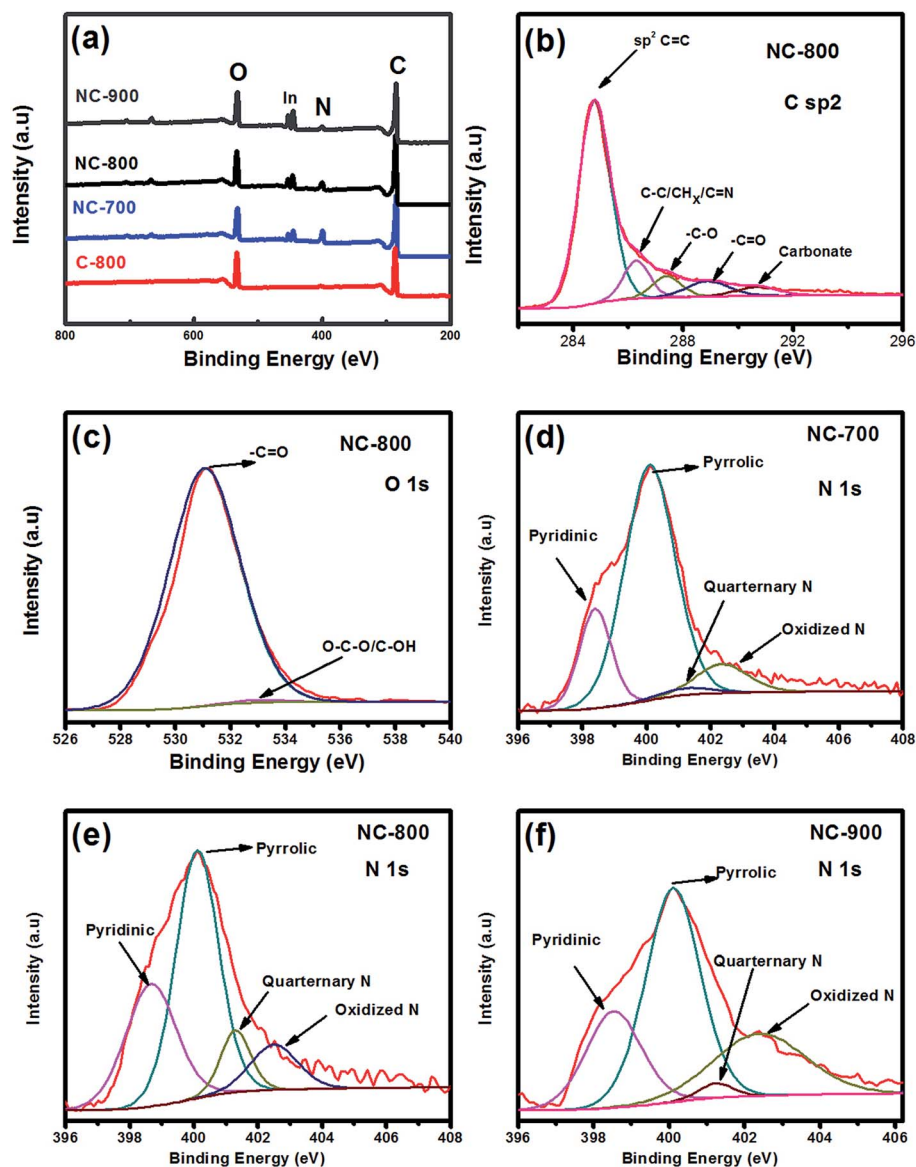 (a)
O
C
In
N
NC-900
NC-800
NC-700
C-800
Intensity (a.u)
800 600 400 200
Binding Energy (eV)
(b)
sp² C=C
NC-800
C sp2
C-C/CHX/C=N
-C-O
-C=O
Carbonate
Intensity (a.u)
284 288 292 296
Binding Energy (eV)
(c)
NC-800
-C=O
O 1s
O-C-O/C-OH
Intensity (a.u)
526 528 530 532 534 536 538 540
Binding Energy (eV)
(d)
NC-700
Pyrrolic
N 1s
Pyridinic
Quarternary N
Oxidized N
Intensity (a.u)
396 398 400 402 404 406 408
Binding Energy (eV)
(e)
NC-800
Pyrrolic
N 1s
Pyridinic
Quarternary N
Oxidized N
Intensity (a.u)
396 398 400 402 404 406 408
Binding Energy (eV)
(f)
NC-900
N 1s
Pyrrolic
Pyridinic
Quarternary N
Oxidized N
Intensity (a.u)
396 398 400 402 404 406
Binding Energy (eV)